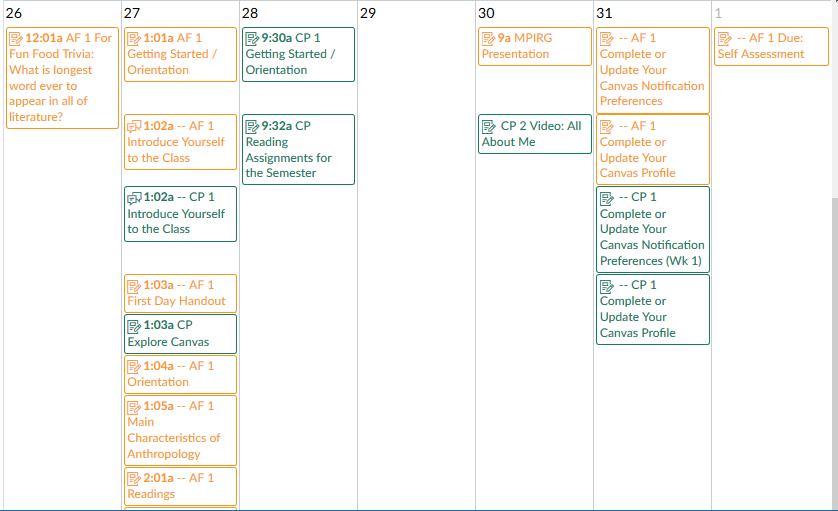 26
12:01a AF 1 For
Fun Food Trivia:
What is longest
word ever to
appear in all of
literature?
27
1:01a AF 1
Getting Started /
Orientation
1:02a -- AF 1
Introduce Yourself
to the Class
1:02a -- CP 1
Introduce Yourself
to the Class
1:03a -- AF 1
First Day Handout
1:03a CP
Explore Canvas
1:04a -- AF 1
Orientation
1:05a -- AF 1
Main
Characteristics of
Anthropology
2:01a -- AF 1
Readings
28
9:30a CP 1
Getting Started /
Orientation
9:32a CP
Reading
Assignments for
the Semester
29
30
9a MPIRG
Presentation
CP 2 Video: All
About Me
31
-- AF 1
Complete or
Update Your
Canvas Notification
Preferences
-- AF 1
Complete or
Update Your
Canvas Profile
-- CP 1
Complete or
Update Your
Canvas Notification
Preferences (Wk 1)
-- CP 1
Complete or
Update Your
Canvas Profile
1
-- AF 1 Due:
Self Assessment